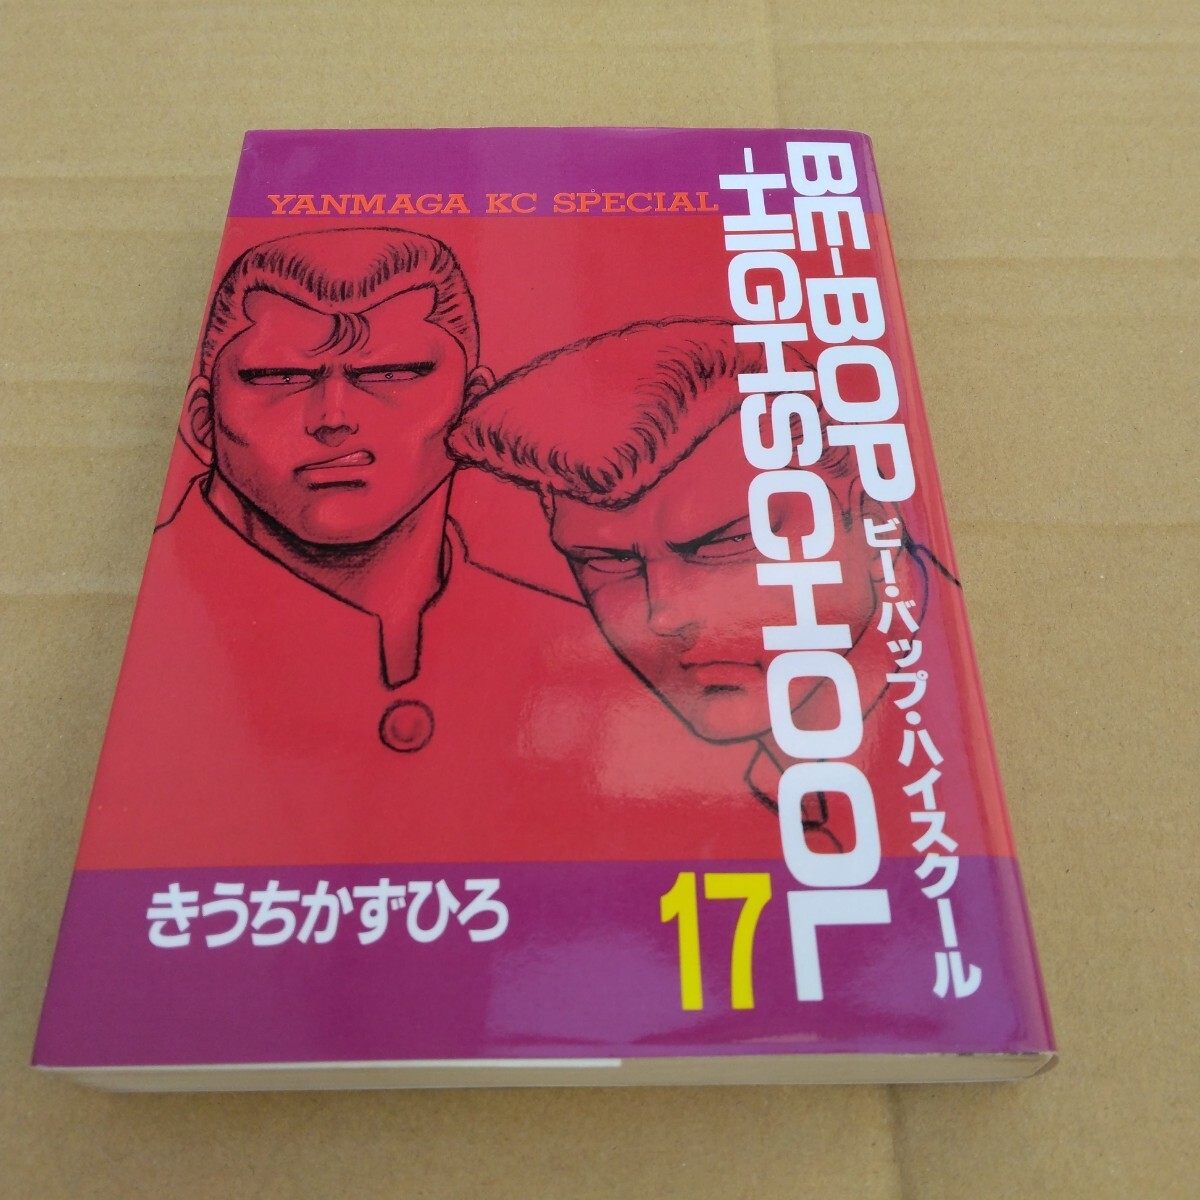 YANMAGA KC SPECIAL
BE-BOP
-HIGHSCHOOL
ビー・バップ・ハイスクール
17
きうちかずひろ